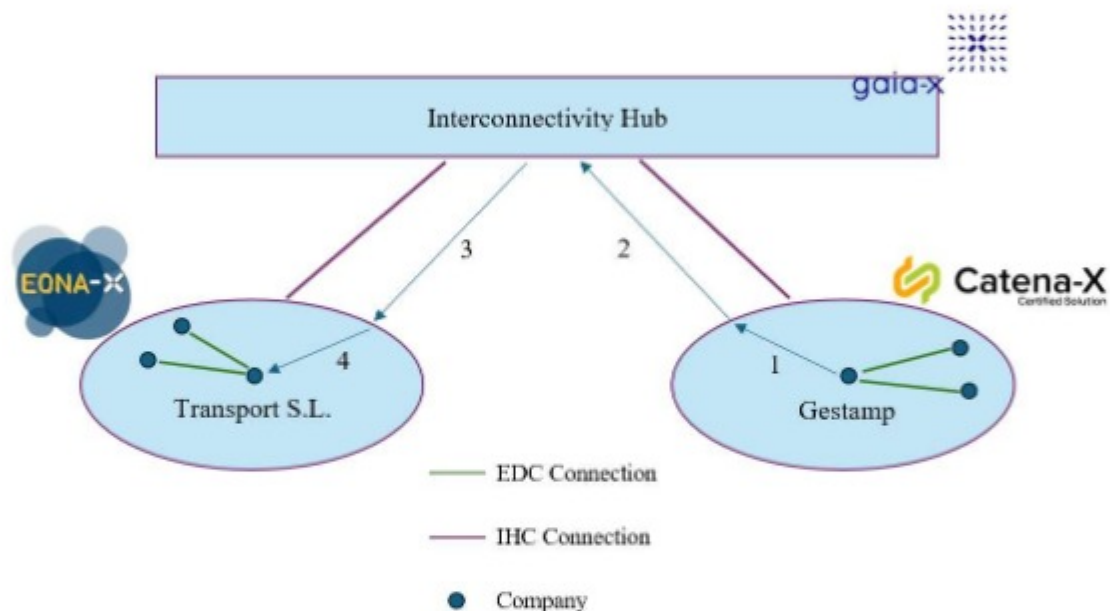 gaia-x
Interconnectivity Hub
3
2
EONA-X
Catena-X
Certified Solution
4
1
Transport S.L.
Gestamp
EDC Connection
IHC Connection
Company